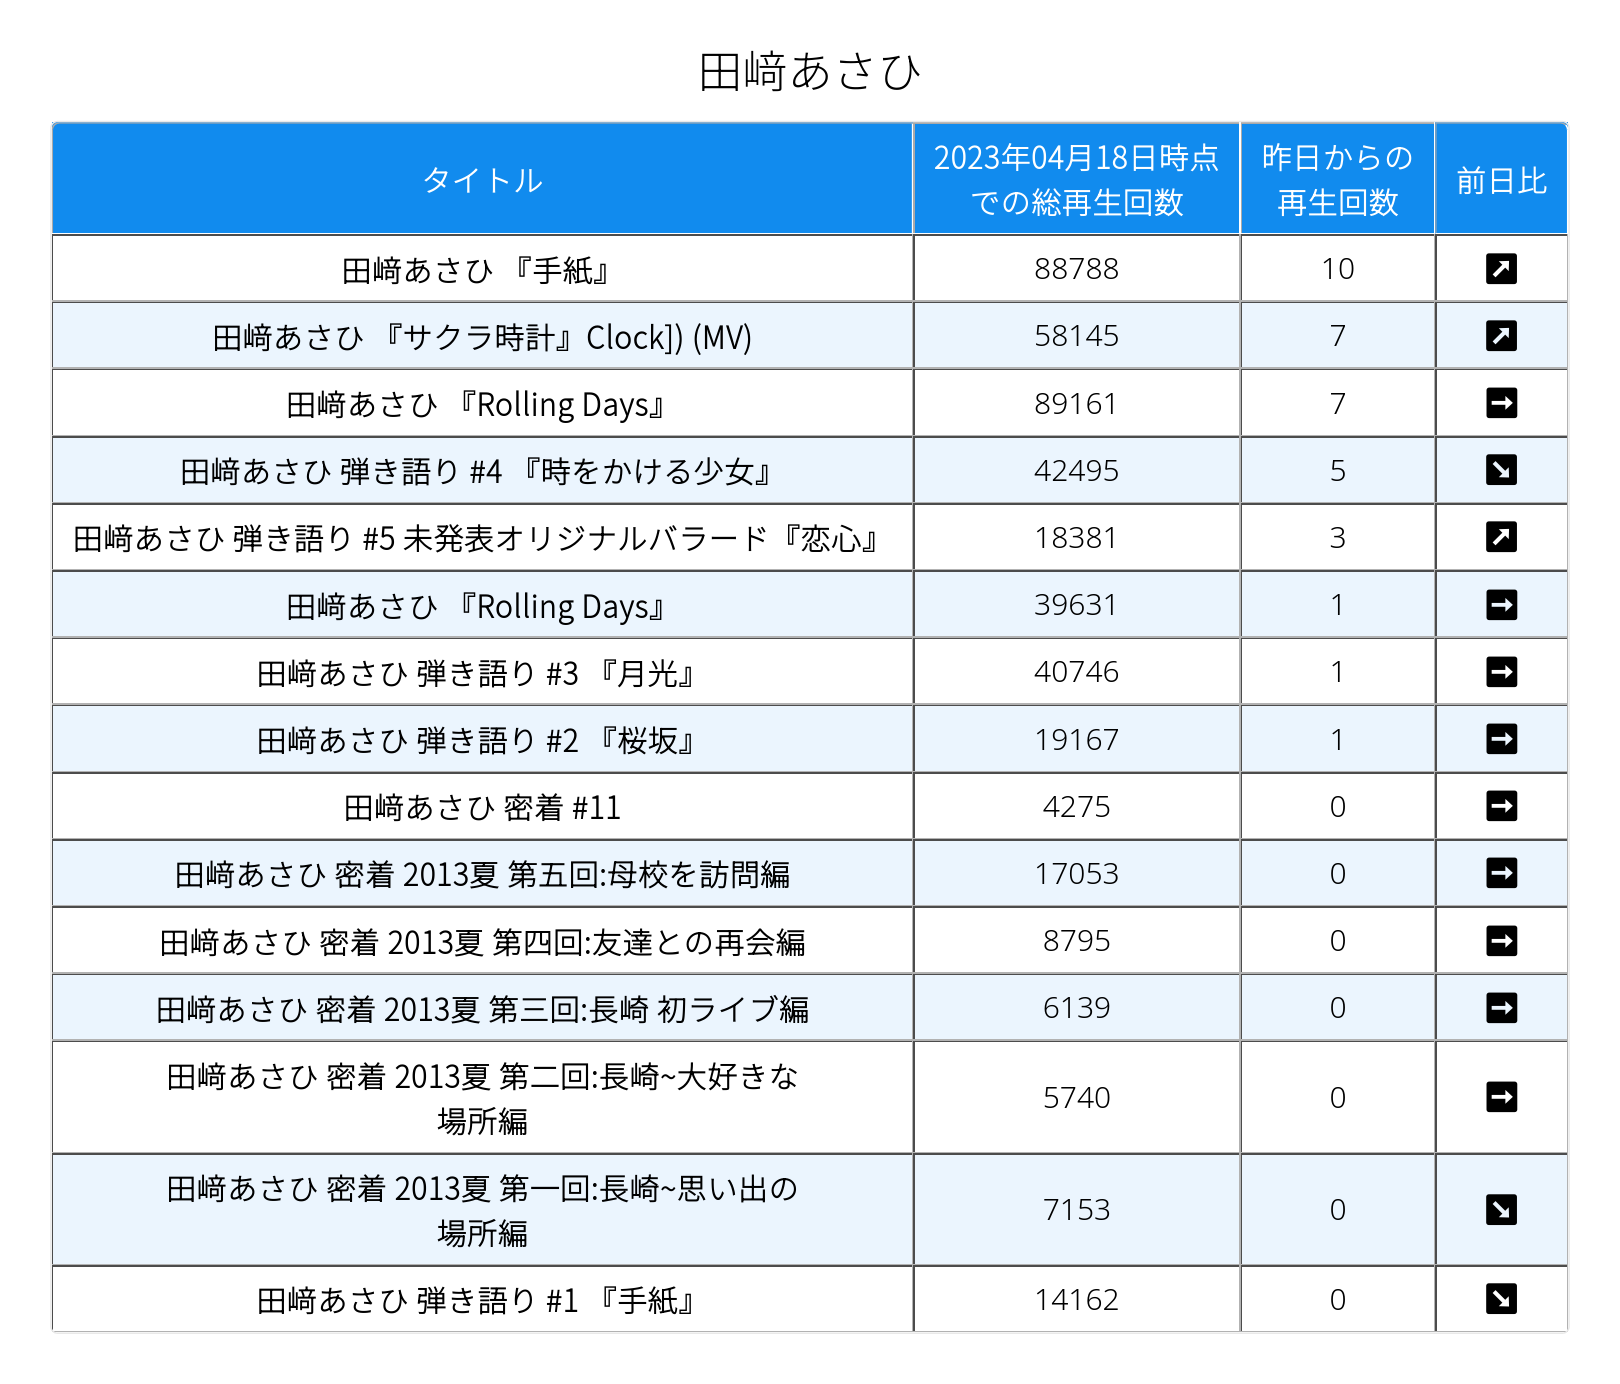 田﨑あさひ
タイトル
2023年04月18日時点
での総再生回数
昨日からの
再生回数
前日比
田﨑あさひ 『手紙』 88788 10
田﨑あさひ 『サクラ時計』Clock]) (MV) 58145 7
田﨑あさひ 『Rolling Days』 89161 7
田﨑あさひ 弾き語り #4 『時をかける少女』 42495 5
田﨑あさひ 弾き語り #5 未発表オリジナルバラード『恋心』 18381 3
田﨑あさひ 『Rolling Days』 39631 1
田﨑あさひ 弾き語り #3 『月光』 40746 1
田﨑あさひ 弾き語り #2 『桜坂』 19167 1
田﨑あさひ 密着 #11 4275 0
田﨑あさひ 密着 2013夏 第五回:母校を訪問編 17053 0
田﨑あさひ 密着 2013夏 第四回:友達との再会編 8795 0
田﨑あさひ 密着 2013夏 第三回:長崎 初ライブ編 6139 0
田﨑あさひ 密着 2013夏 第二回:長崎~大好きな
場所編 5740 0
田﨑あさひ 密着 2013夏 第一回:長崎~思い出の
場所編 7153 0
田﨑あさひ 弾き語り #1 『手紙』 14162 0